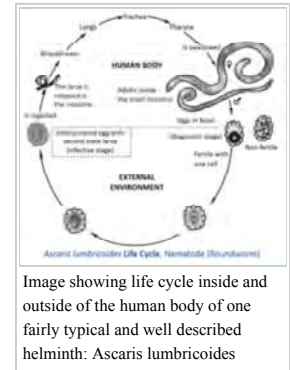 Trachea
Lungs
Pharynx
Bloodstream
is swallowed
HUMAN BODY
The larva is
released in
the intestine
Adults inside
the small intestine
is ingested
Eggs in feces
Embryonated egg with
second stage larva
(infective stage)
(diagnostic stage)
Fertile with
one cell
Non-fertile
EXTERNAL
ENVIRONMENT
Ascaris lumbricoides Life Cycle, Nematode (Roundworm)
Image showing life cycle inside and
outside of the human body of one
fairly typical and well described
helminth: Ascaris lumbricoides